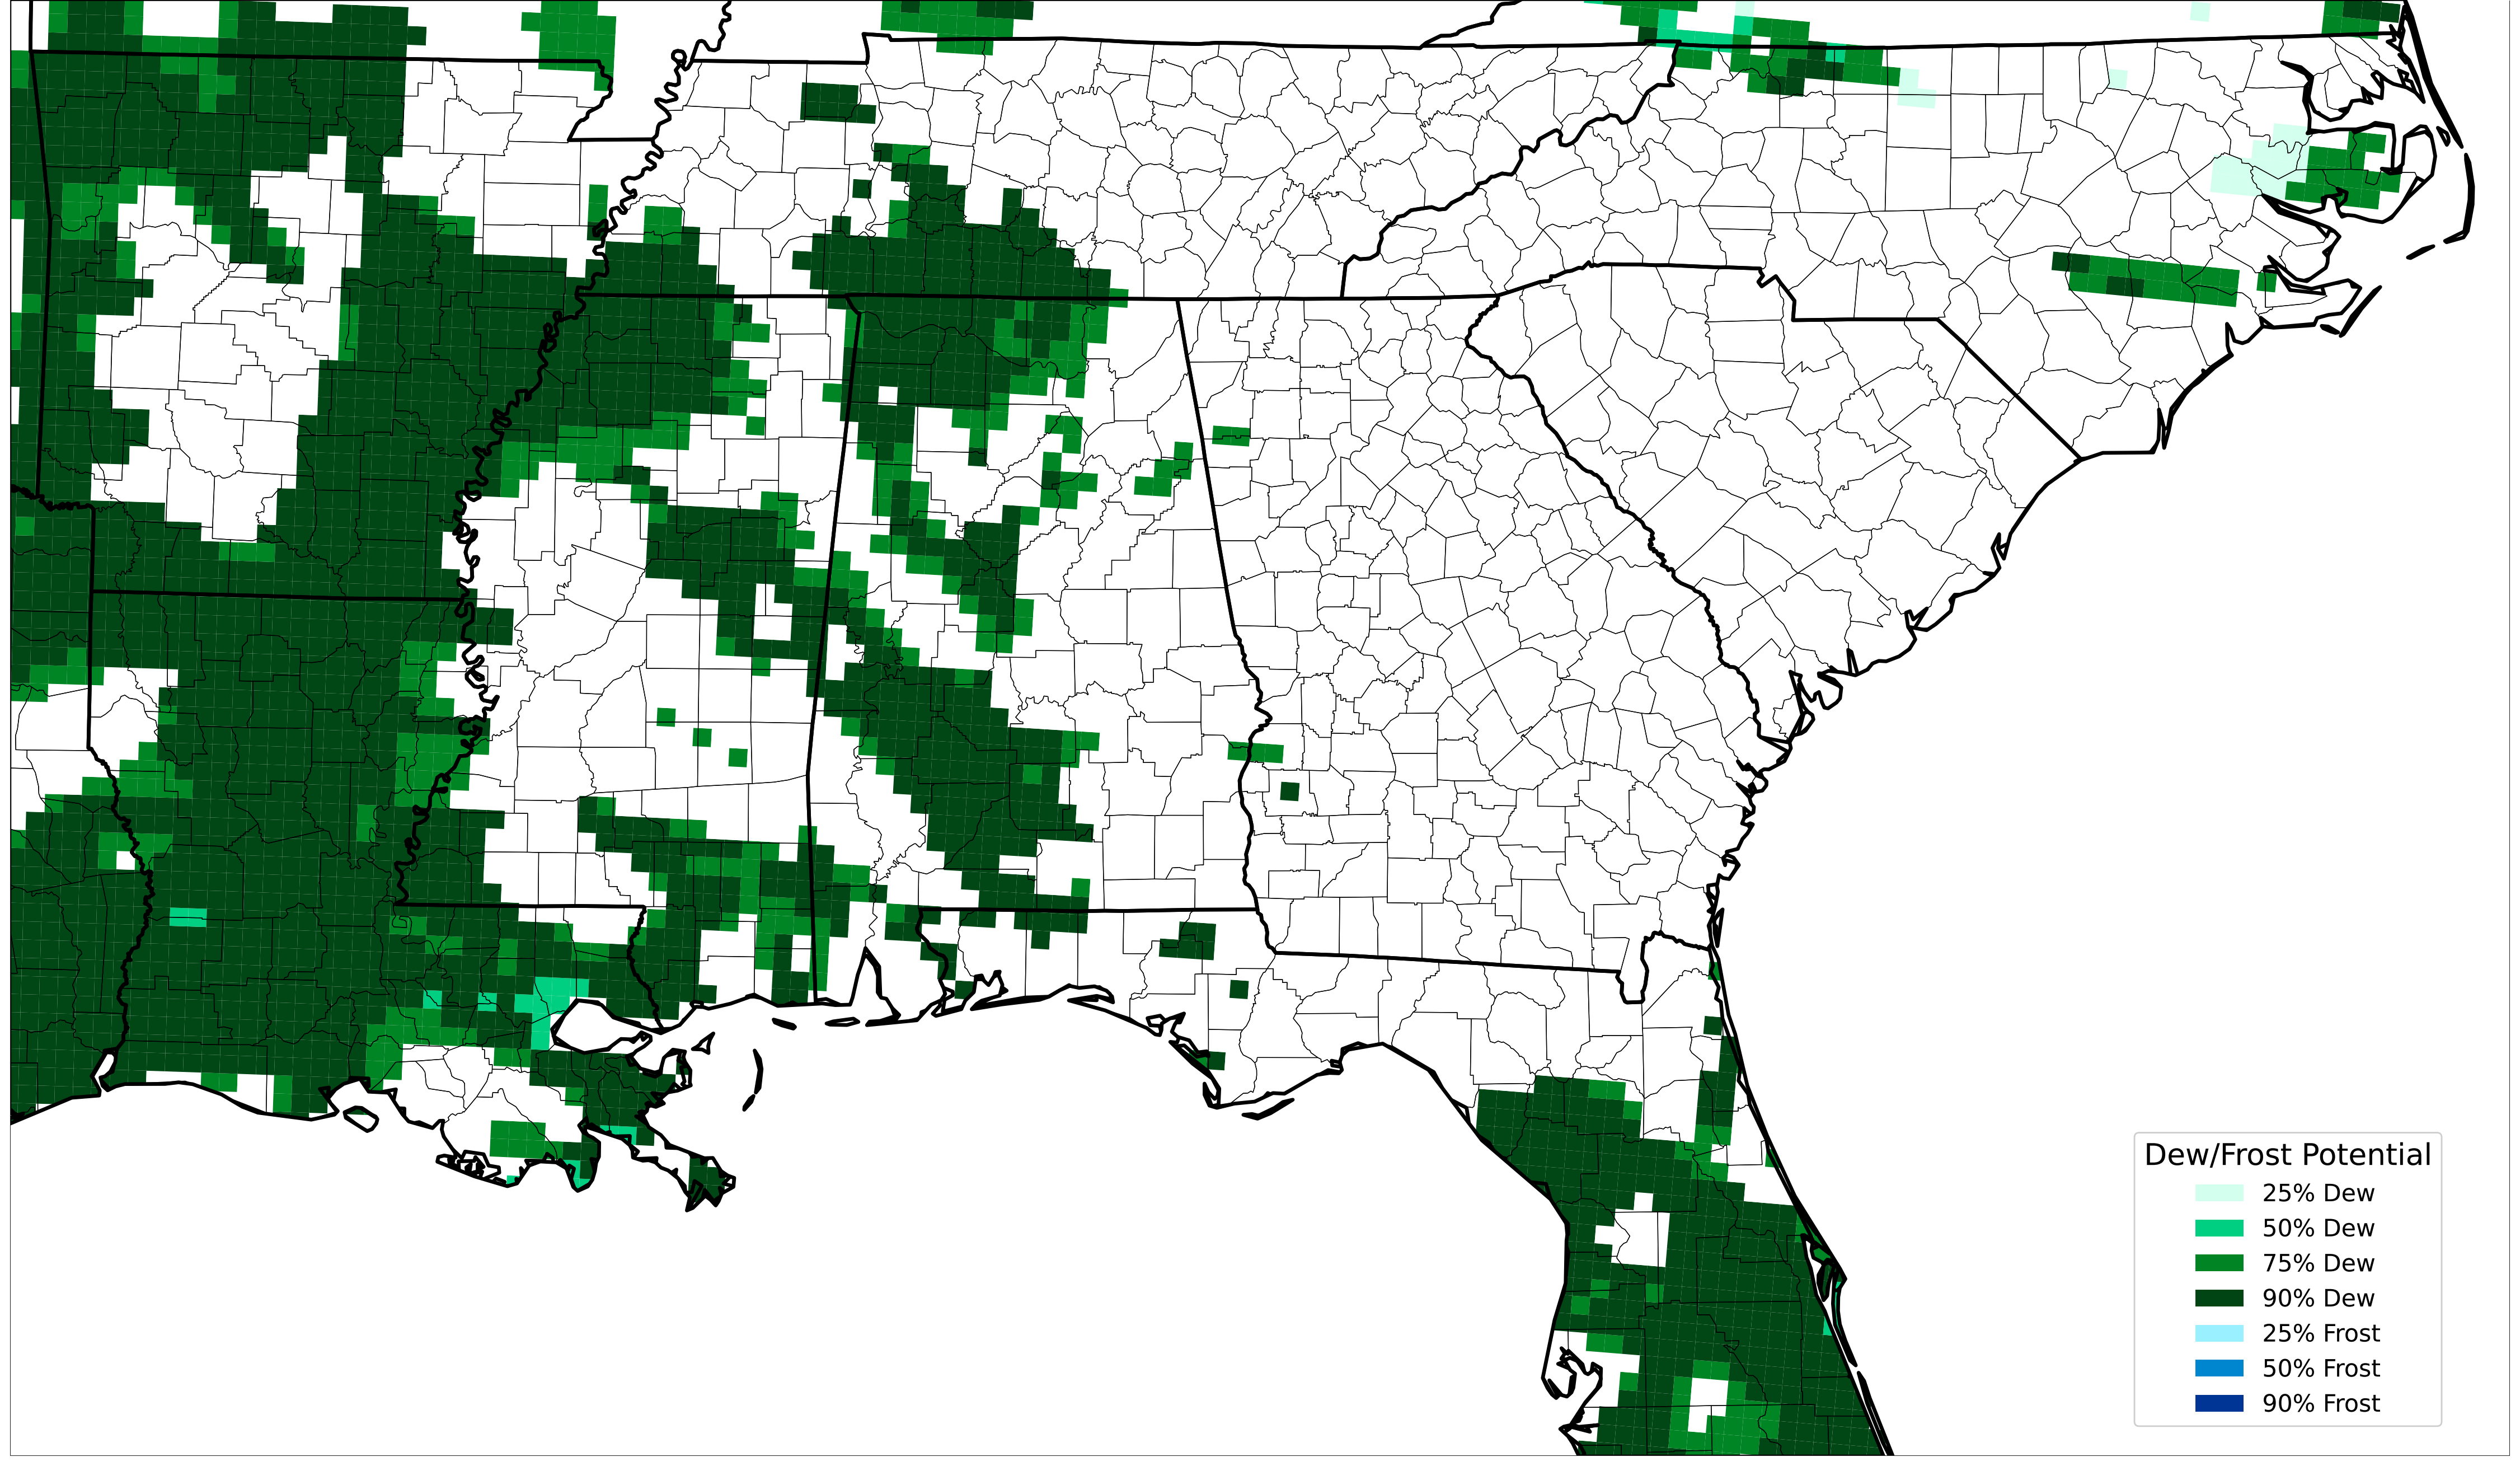 Dew/Frost Potential
25% Dew
50% Dew
75% Dew
90% Dew
25% Frost
50% Frost
90% Frost